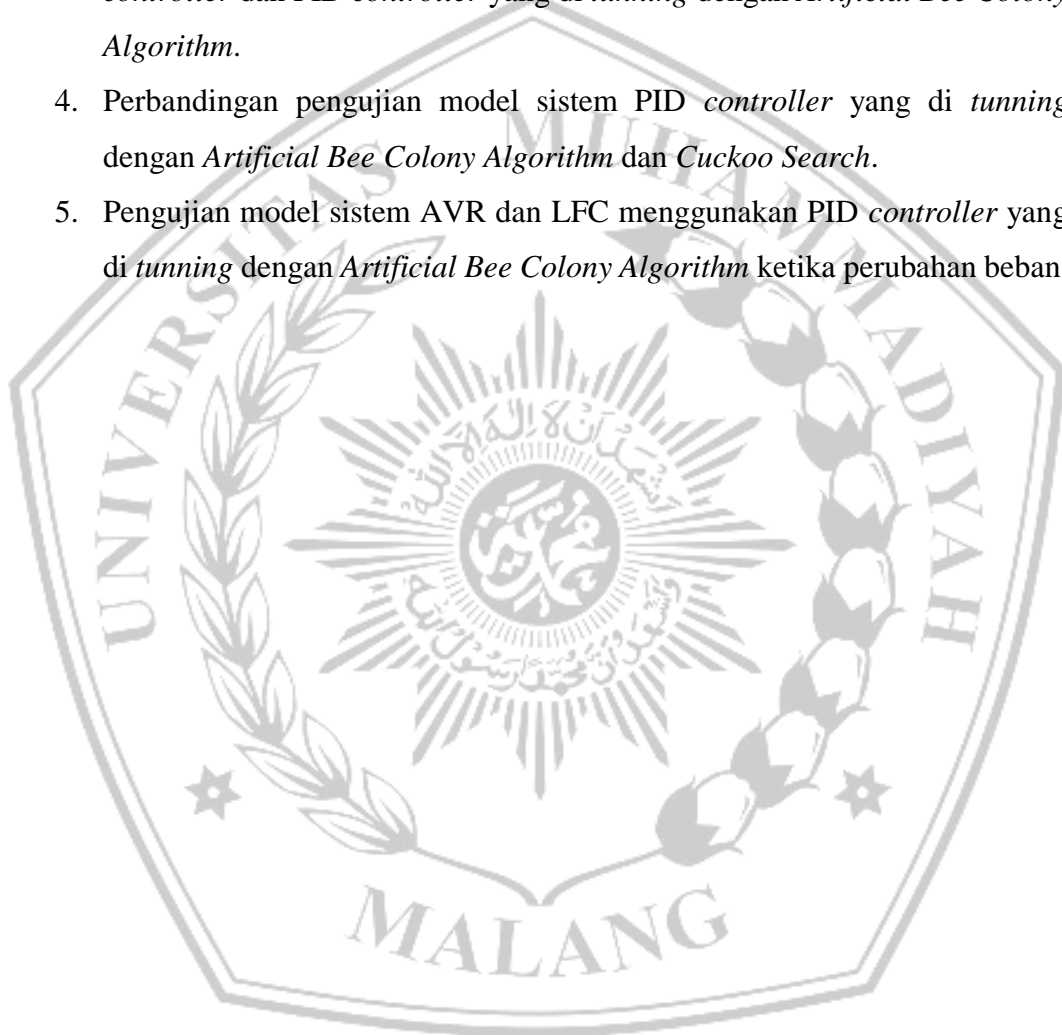 controller dan PID controller yang di tunning dengan Artificial Bee Colony
Algorithm.
4. Perbandingan pengujian model sistem PID controller yang di tunning
dengan Artificial Bee Colony Algorithm dan Cuckoo Search.
5. Pengujian model sistem AVR dan LFC menggunakan PID controller yang
di tunning dengan Artificial Bee Colony Algorithm ketika perubahan beban
UNIVERSITAS MUHAMMADIYAH
MALANG